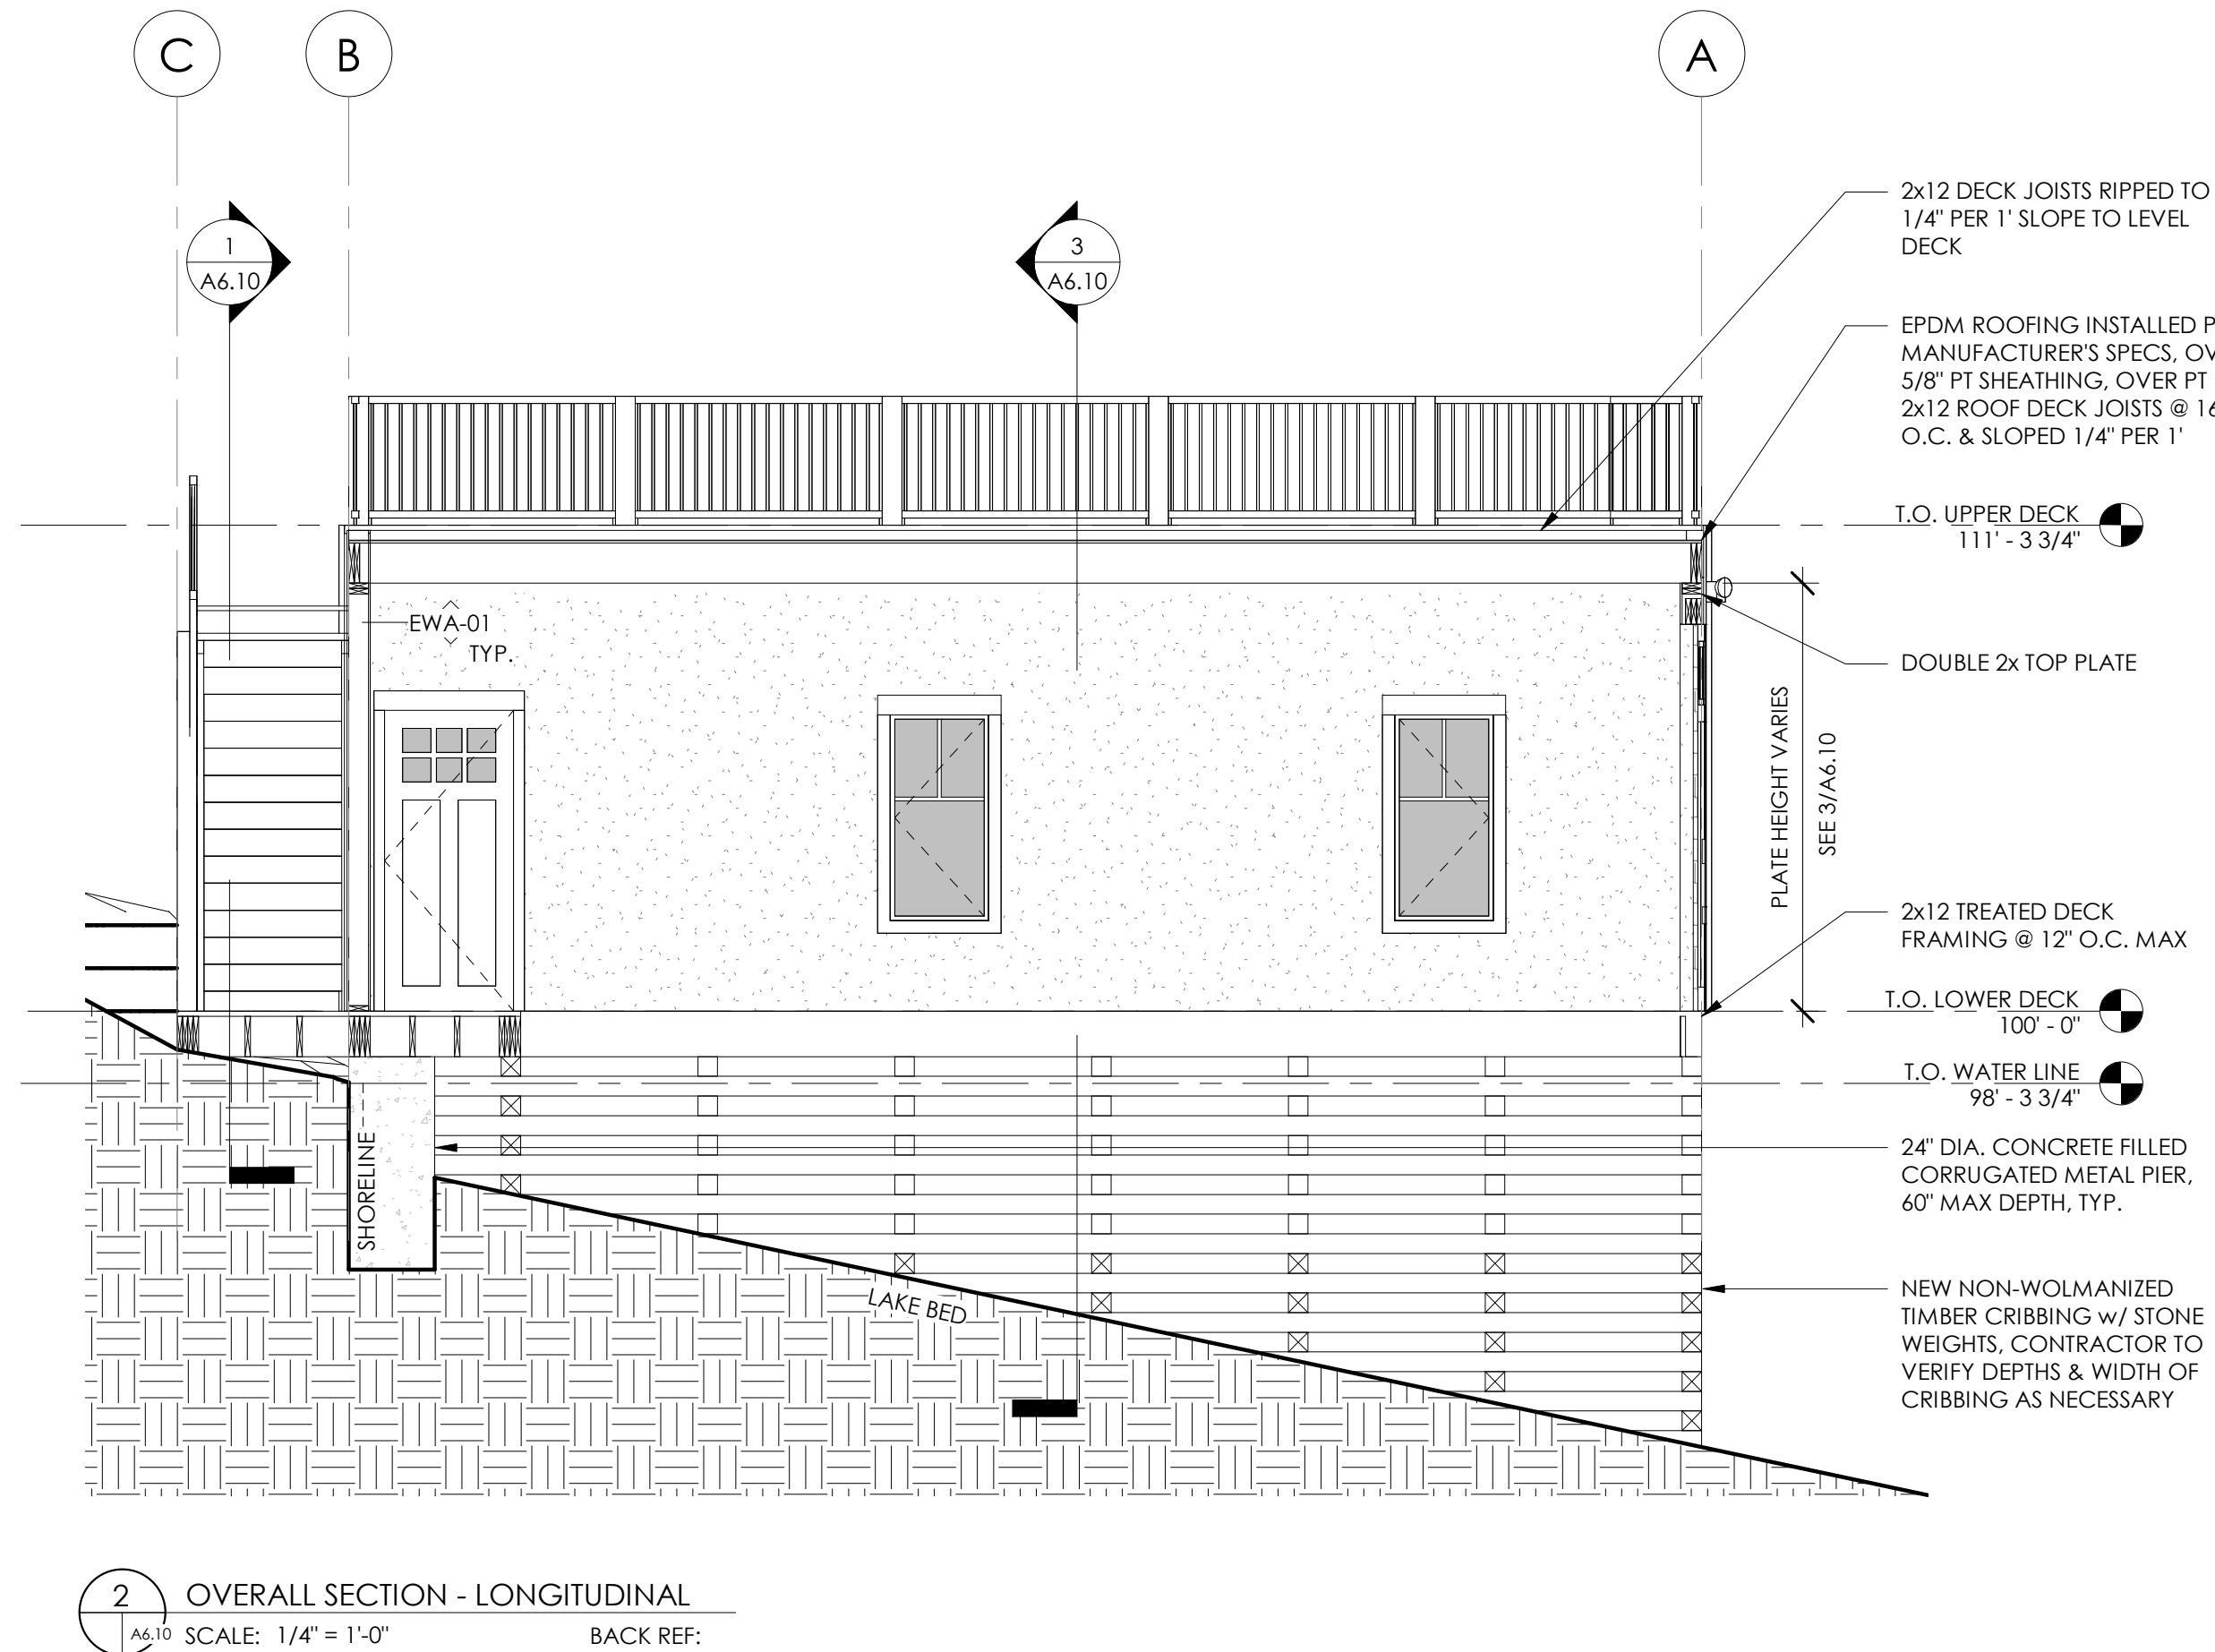 C
B
A
1
A6.10
3
A6.10
2x12 DECK JOISTS RIPPED TO
1/4" PER 1' SLOPE TO LEVEL
DECK
EPDM ROOFING INSTALLED
MANUFACTURER'S SPECS,
5/8" PT SHEATHING, OVER PT
2x12 ROOF DECK JOISTS @
O.C. & SLOPED 1/4" PER 1'
T.O. UPPER DECK
111' - 3 3/4"
EWA-01
TYP.
DOUBLE 2x TOP PLATE
PLATE HEIGHT VARIES
SEE 3/A6.10
2x12 TREATED DECK
FRAMING @ 12" O.C. MAX
T.O. LOWER DECK
100' - 0"
T.O. WATER LINE
98' - 3 3/4"
SHORELINE
24" DIA. CONCRETE FILLED
CORRUGATED METAL PIER,
60" MAX DEPTH, TYP.
LAKE BED
NEW NON-WOLMANIZED
TIMBER CRIBBING w/ STONE
WEIGHTS, CONTRACTOR TO
VERIFY DEPTHS & WIDTH OF
CRIBBING AS NECESSARY
2
A6.10
OVERALL SECTION - LONGITUDINAL
SCALE: 1/4" = 1'-0"
BACK REF: